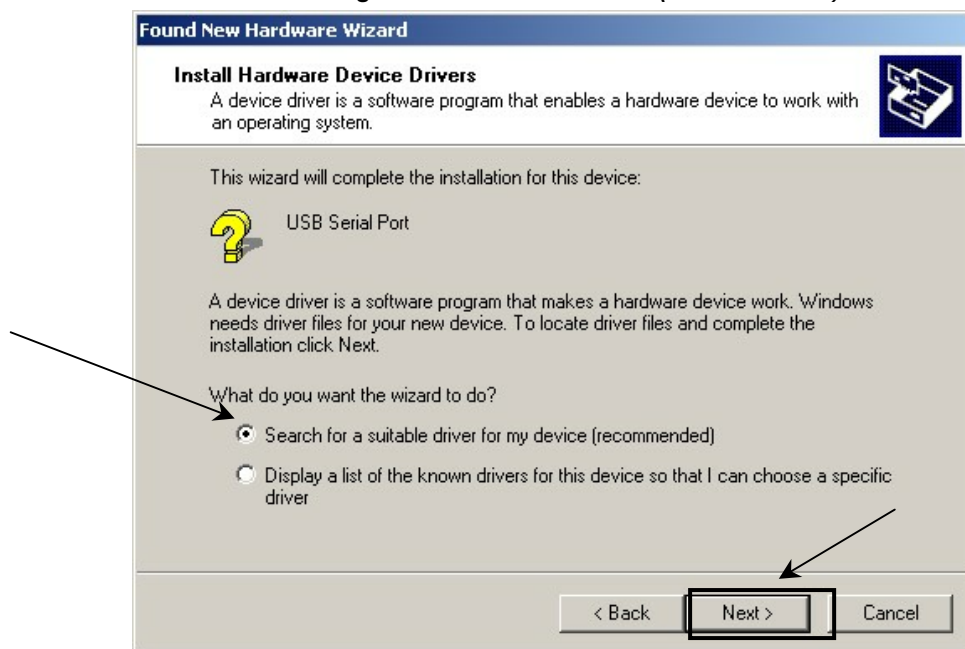 Found New Hardware Wizard
Install Hardware Device Drivers
A device driver is a software program that enables a hardware device to work with
an operating system.
This wizard will complete the installation for this device:
USB Serial Port
A device driver is a software program that makes a hardware device work. Windows
needs driver files for your new device. To locate driver files and complete the
installation click Next.
What do you want the wizard to do?
Search for a suitable driver for my device (recommended)
Display a list of the known drivers for this device so that I can choose a specific
driver
< Back Next > Cancel